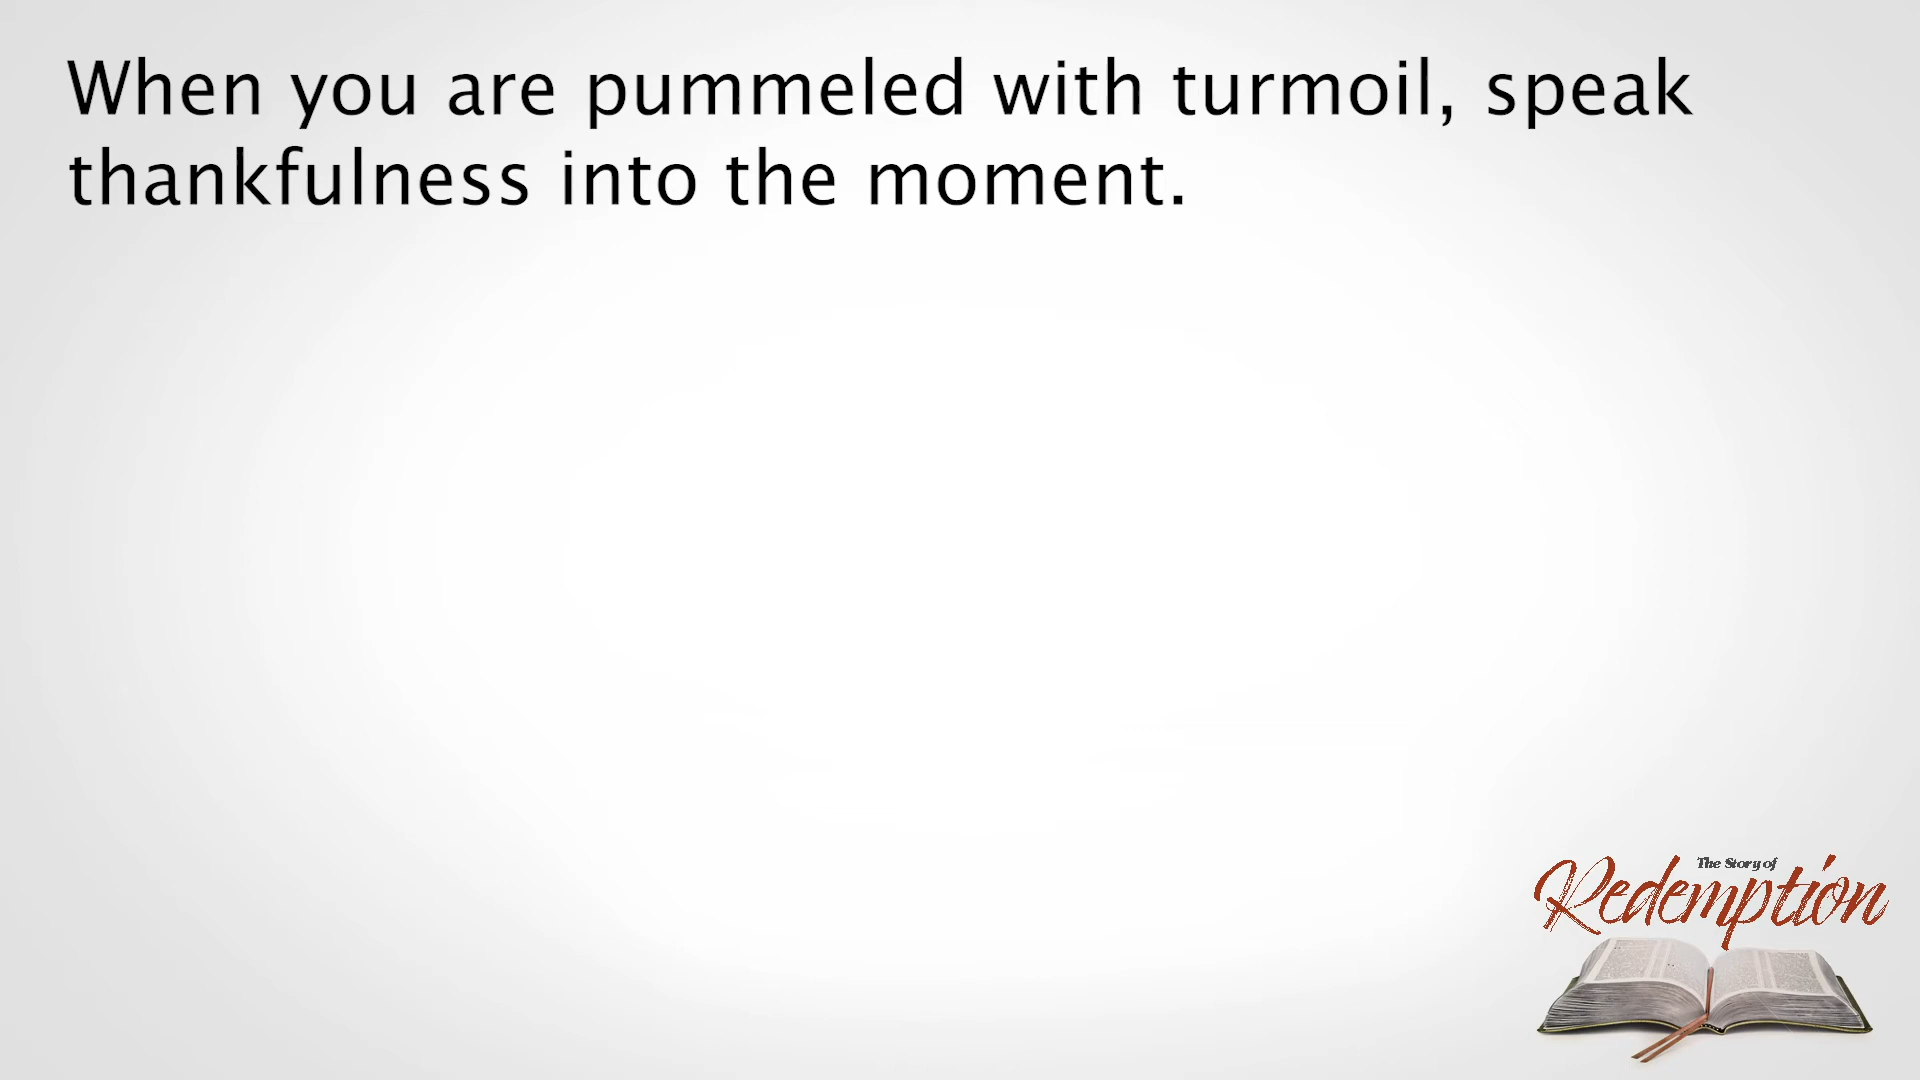 When you are pummeled with turmoil, speak
thankfulness into the moment.
The Story of
Redemption